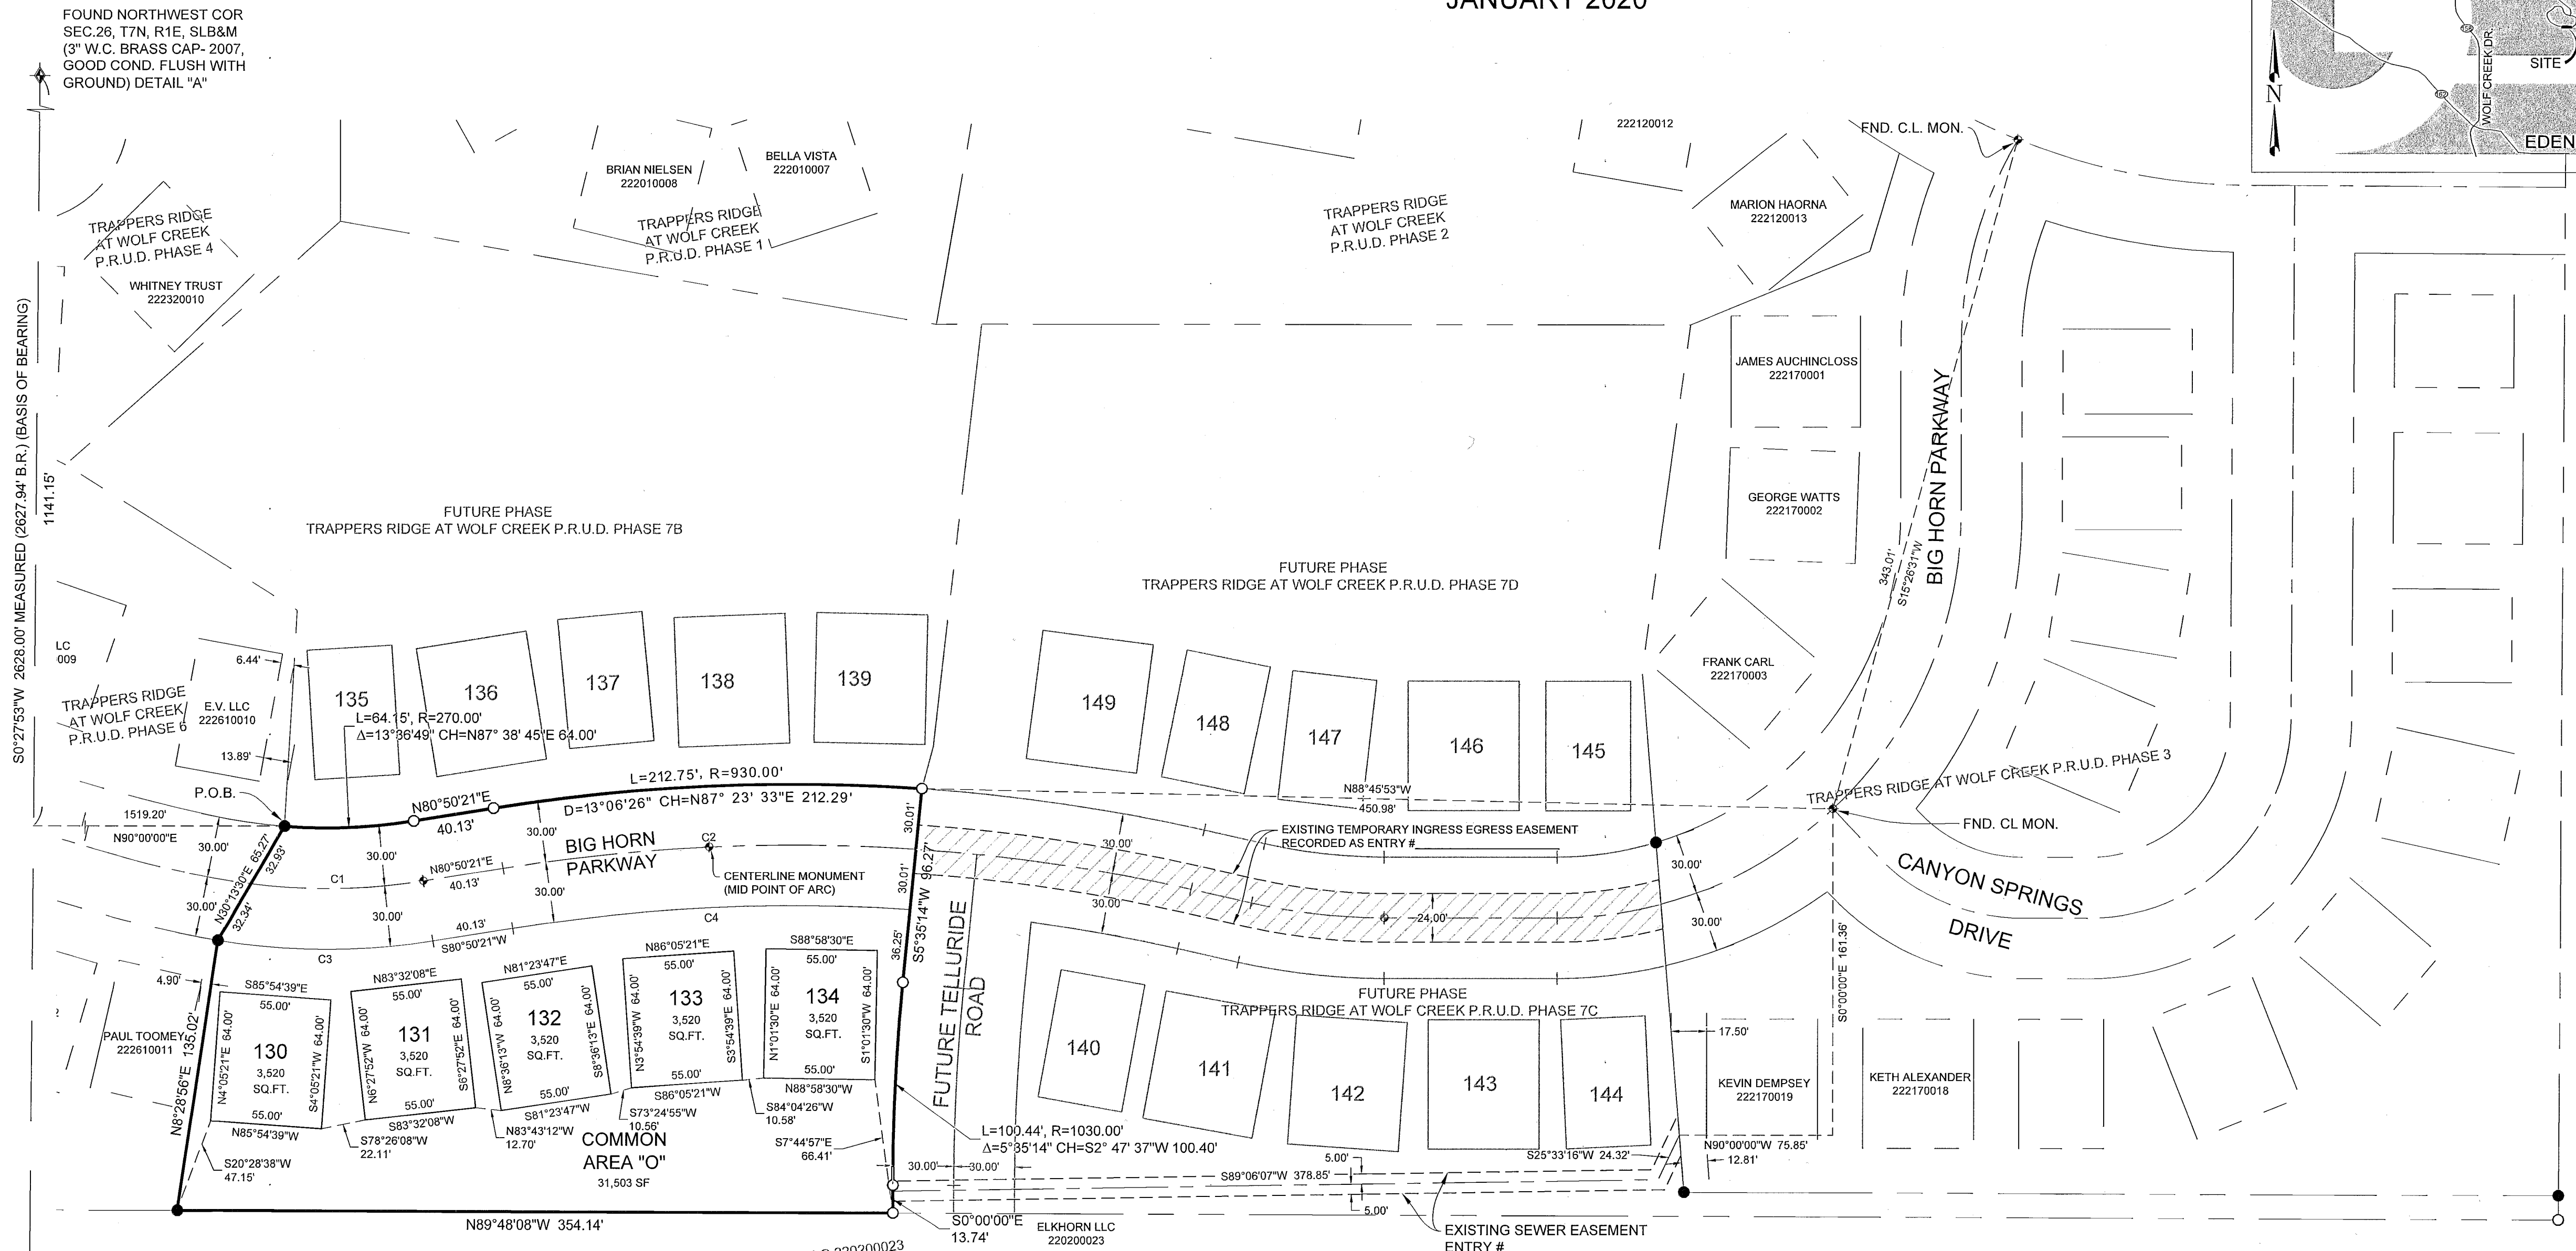 JANUARY 2020
FOUND NORTHWEST COR
SEC.26, T7N, R1E, SLB&M
(3" W.C. BRASS CAP- 2007,
GOOD COND. FLUSH WITH
GROUND) DETAIL "A"
WOLF CREEK DR.
SITE
N
162
EDEN
FND. C.L. MON.
222120012
BRIAN NIELSEN
222010008
BELLA VISTA
222010007
MARION HAORNA
222120013
TRAPPERS RIDGE
AT WOLF CREEK
P.R.U.D. PHASE 4
TRAPPERS RIDGE
AT WOLF CREEK
P.R.U.D. PHASE 1
TRAPPERS RIDGE
AT WOLF CREEK
P.R.U.D. PHASE 2
WHITNEY TRUST
222320010
S0°27'53"W 2628.00' MEASURED (2627.94' B.R.) (BASIS OF BEARING)
1141.15'
JAMES AUCHINCLOSS
222170001
GEORGE WATTS
222170002
BIG HORN PARKWAY
343.01'
S15°26'31"W
FUTURE PHASE
TRAPPERS RIDGE AT WOLF CREEK P.R.U.D. PHASE 7B
FUTURE PHASE
TRAPPERS RIDGE AT WOLF CREEK P.R.U.D. PHASE 7D
FRANK CARL
222170003
LC
009
6.44'
TRAPPERS RIDGE
AT WOLF CREEK
P.R.U.D. PHASE 6
E.V. LLC
222610010
13.89'
135
136
137
138
139
149
148
147
146
145
L=64.15', R=270.00'
Δ=13°36'49" CH=N87° 38' 45"E 64.00'
P.O.B.
L=212.75', R=930.00'
D=13°06'26" CH=N87° 23' 33"E 212.29'
N80°50'21"E
40.13'
N88°45'53"W
450.98'
TRAPPERS RIDGE AT WOLF CREEK P.R.U.D. PHASE 3
FND. CL MON.
1519.20'
N90°00'00"E
30.00'
30.00'
N30°13'30"E 65.27'
32.93'
32.34'
30.00'
30.00'
30.00'
30.00'
BIG HORN
PARKWAY
C1
C2
N80°50'21"E
40.13'
CENTERLINE MONUMENT
(MID POINT OF ARC)
30.01'
30.01'
36.25'
S5°35'14"W 96.27'
EXISTING TEMPORARY INGRESS EGRESS EASEMENT
RECORDED AS ENTRY #
30.00'
30.00
24.00'
30.00'
30.00'
CANYON SPRINGS
DRIVE
C3
C4
40.13'
S80°50'21"W
FUTURE TELLURIDE
ROAD
S0°00'00"E 161.36'
4.90'
PAUL TOOMEY
222610011
N8°28'56"E 135.02'
S85°54'39"E
55.00'
N4°05'21"E 64.00'
130
3,520
SQ.FT.
S4°05'21"W 64.00'
55.00'
N85°54'39"W
N83°32'08"E
55.00'
N6°27'52"W 64.00'
131
3,520
SQ.FT.
S6°27'52"E 64.00'
55.00'
S83°32'08"W
N81°23'47"E
55.00'
N8°36'13"W 64.00'
132
3,520
SQ.FT.
S8°36'13"E 64.00'
55.00'
S81°23'47"W
N86°05'21"E
55.00'
N3°54'39"W 64.00'
133
3,520
SQ.FT.
S3°54'39"E 64.00'
55.00'
S86°05'21"W
S88°58'30"E
55.00'
N1°01'30"E 64.00'
134
3,520
SQ.FT.
S1°01'30"W 64.00'
55.00'
N88°58'30"W
S20°28'38"W
47.15'
S78°26'08"W
22.11'
N83°43'12"W
12.70'
S73°24'55"W
10.56'
S84°04'26"W
10.58'
S7°44'57"E
66.41'
COMMON
AREA "O"
31,503 SF
FUTURE PHASE
TRAPPERS RIDGE AT WOLF CREEK P.R.U.D. PHASE 7C
140
141
142
143
144
17.50'
KEVIN DEMPSEY
222170019
KETH ALEXANDER
222170018
L=100.44', R=1030.00'
Δ=5°35'14" CH=S2° 47' 37"W 100.40'
30.00'
30.00'
5.00'
S89°06'07"W 378.85'
5.00'
S25°33'16"W 24.32'
N90°00'00"W 75.85'
12.81'
N89°48'08"W 354.14'
S0°00'00"E
13.74'
ELKHORN LLC
220200023
EXISTING SEWER EASEMENT
ENTRY #
220200023